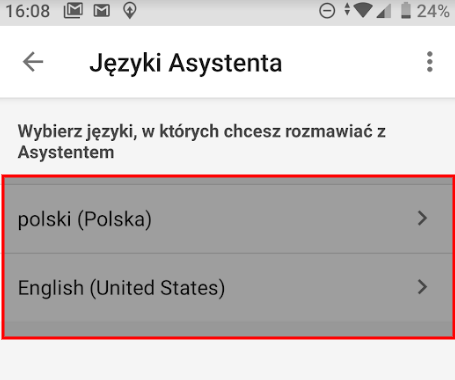 16:08 24%
Języki Asystenta
Wybierz języki, w których chcesz rozmawiać z
Asystentem
polski (Polska)
English (United States)